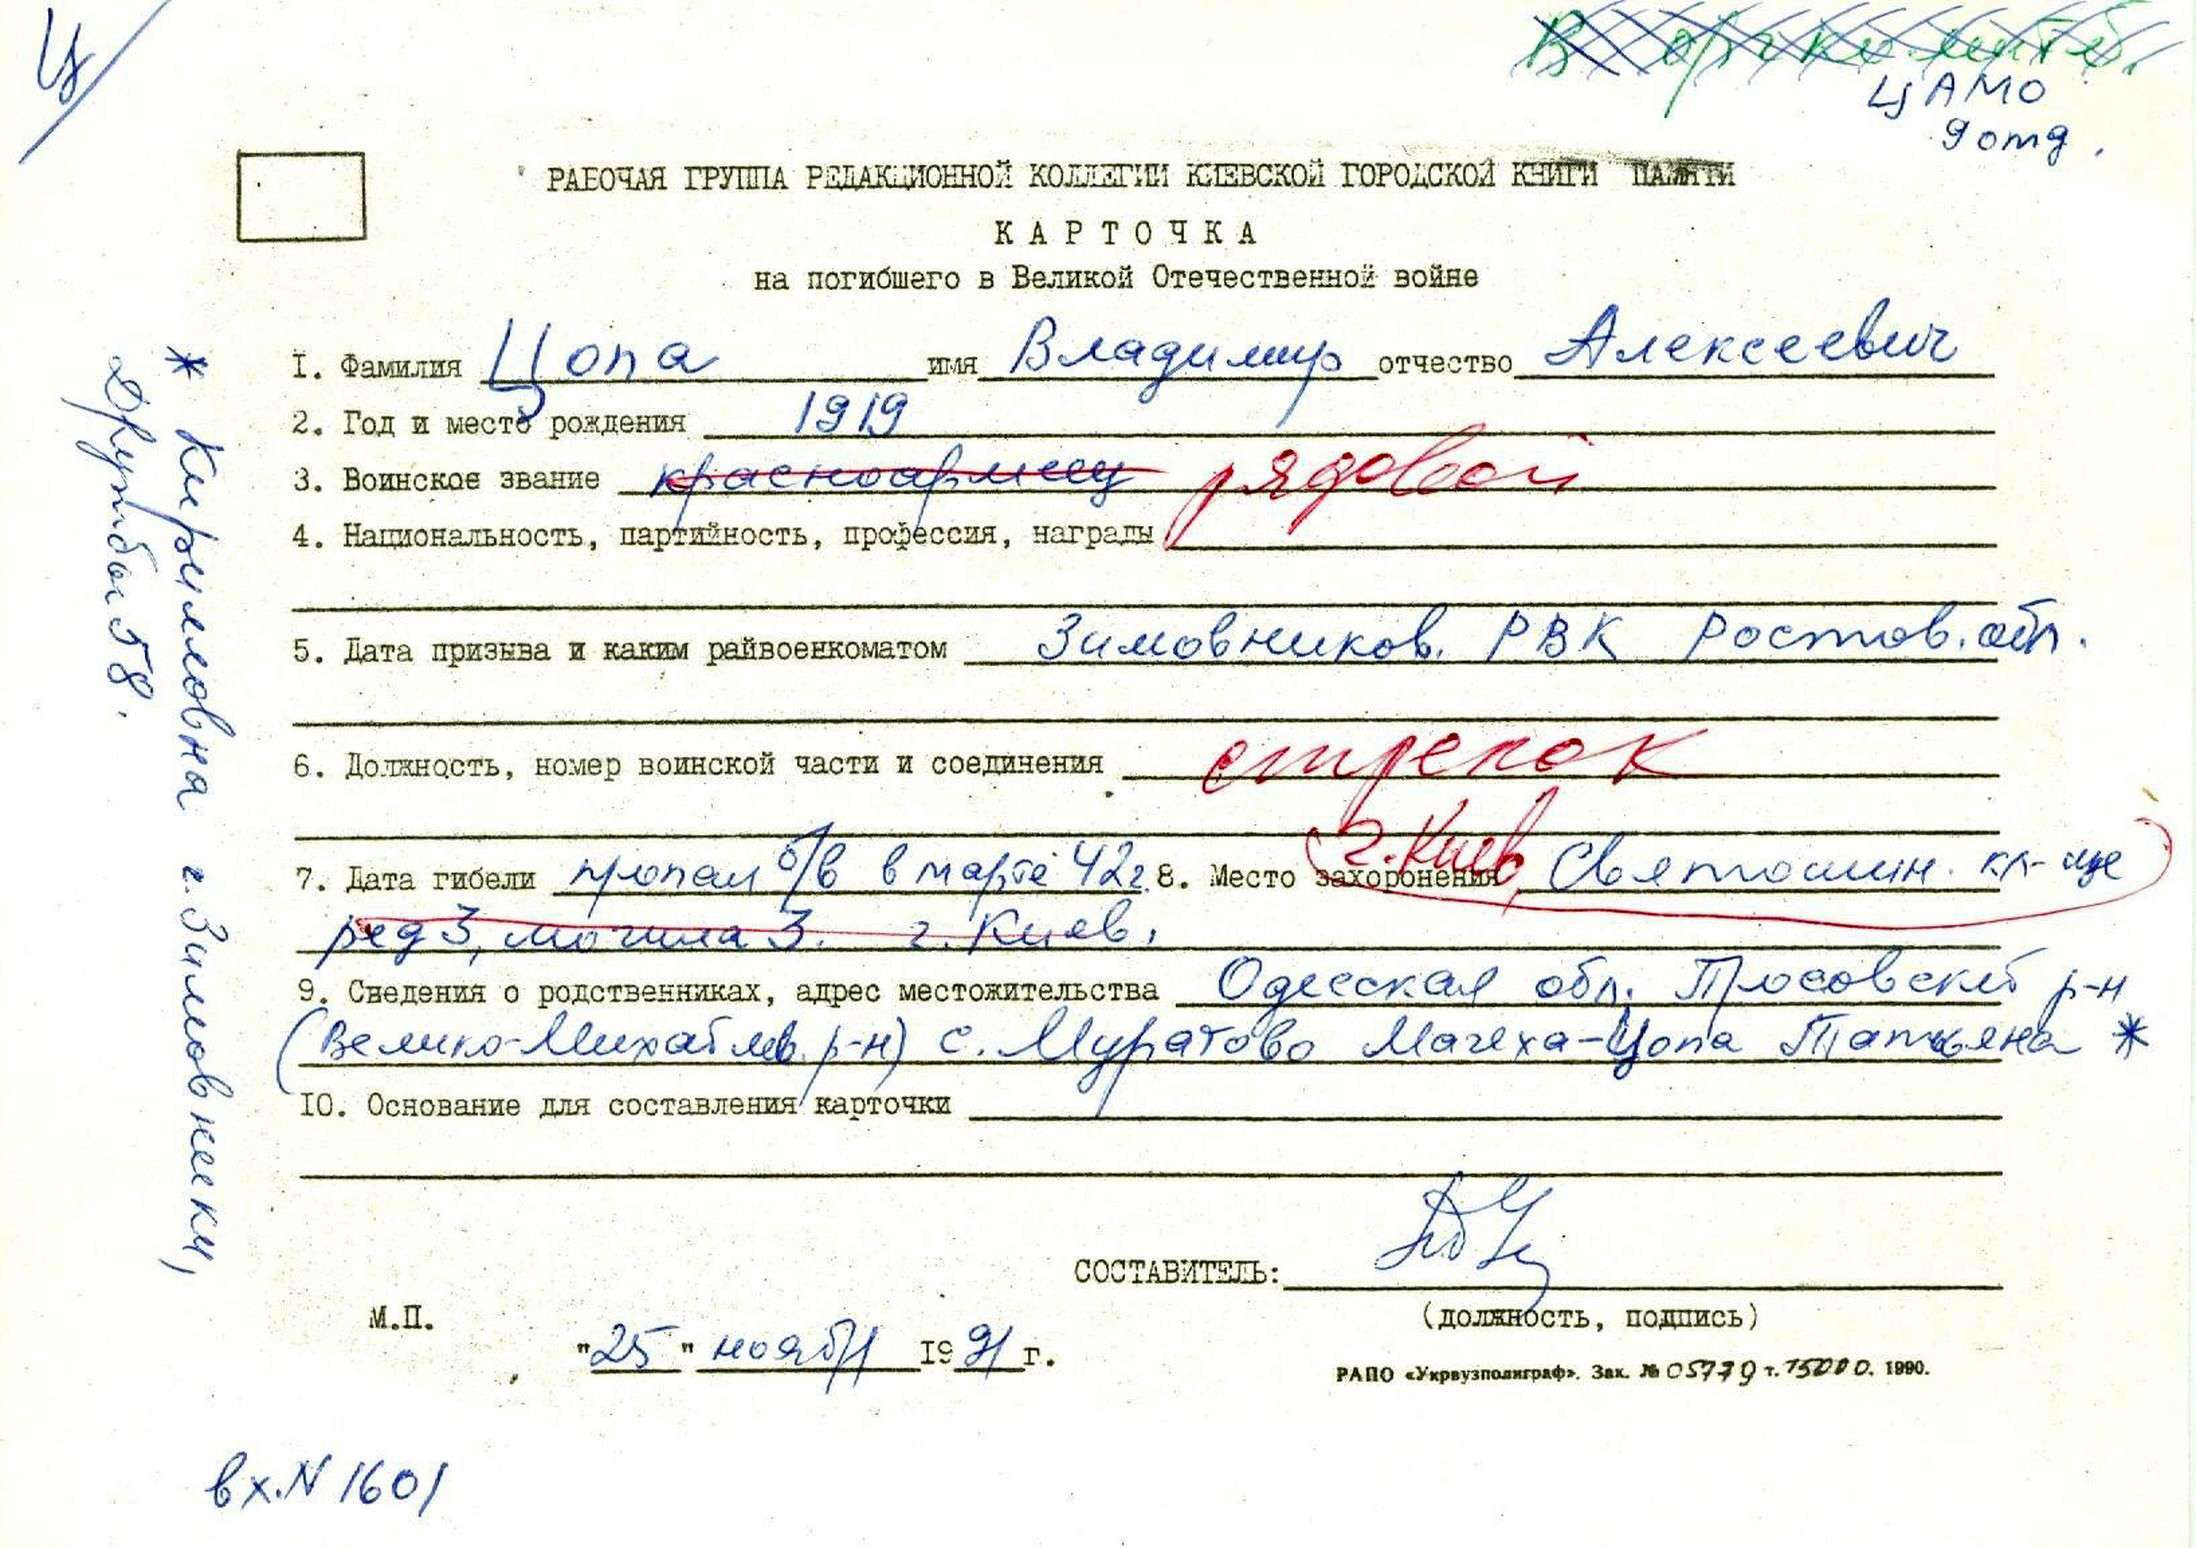 Ц
ЦАМО
9 отд.
РАБОЧАЯ ГРУППА РЕДАКЦИОННОЙ КОЛЛЕГИИ КИЕВСКОЙ ГОРОДСКОЙ КНИГИ ПАМЯТИ
КАРТОЧКА
на погибшего в Великой Отечественной войне
I. Фамилия Цопа имя Владимир отчество Алексеевич
2. Год и место рождения 1919
3. Воинское звание красноармеец рядовой
4. Национальность, партийность, профессия, награды
5. Дата призыва и каким райвоенкоматом Зимовников. РВК Ростов. обл.
6. Должность, номер воинской части и соединения стрелок
7. Дата гибели пропал б/в в марте 42г. 8. Место захоронения (г. Киев, Святошин. кл-ще)
ряд 3, могила 3. г. Киев.
9. Сведения о родственниках, адрес местожительства Одесская обл. р-н
(Велико-Михайлов. р-н) с. Муратово Мачеха-Цопа Татьяна *
10. Основание для составления карточки
* Кирилловна г. Зимовники,
Дружбы 58.
СОСТАВИТЕЛЬ:
(должность, подпись)
М.П.
"25" ноября 1991 г.
РАПО «Укрвузполиграф». Зак. № 05779 т. 15000. 1990.
вх. N 1601